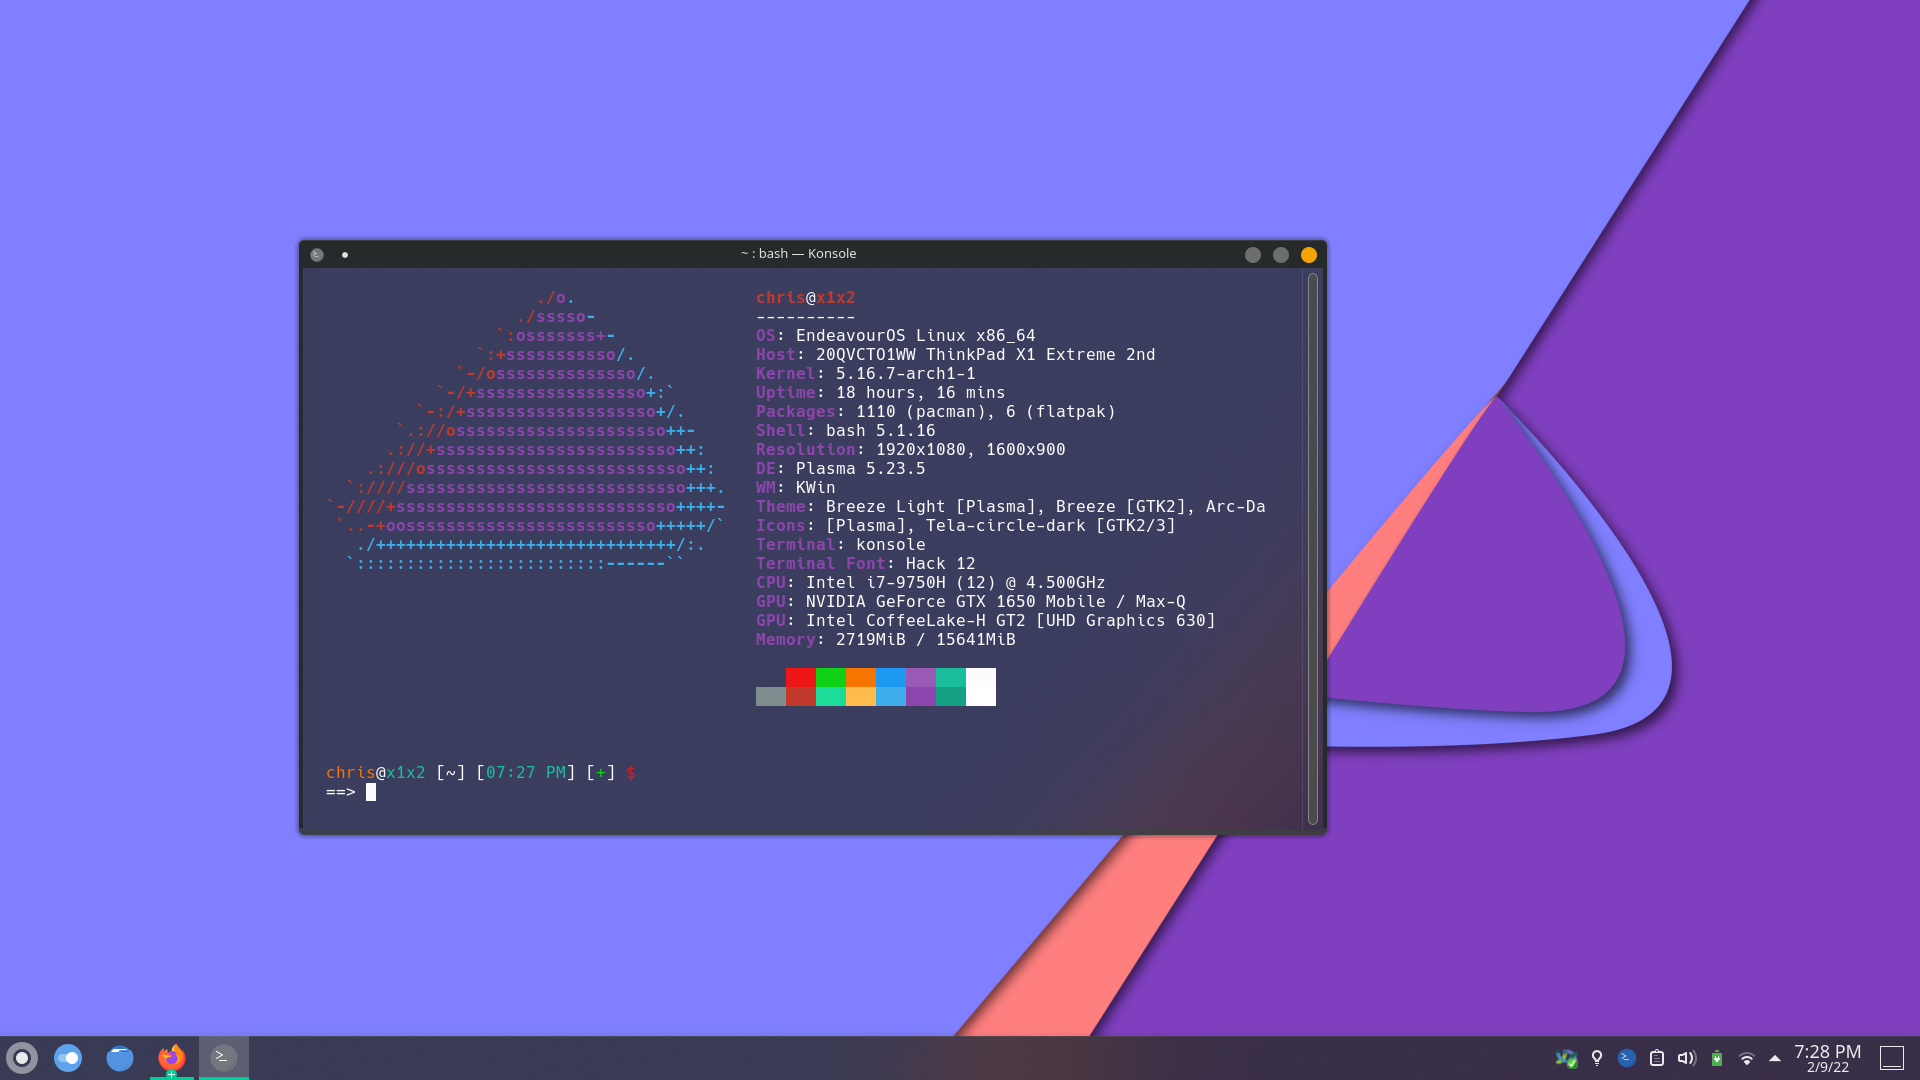 ~ : bash — Konsole
./o.
./sssso-
`:osssssss+-
`:+sssssssssso/.
`-/ossssssssssssso/.
`-/+sssssssssssssssso+:`
`-:/+sssssssssssssssssso+/.
`.://osssssssssssssssssssso++-
.://+ssssssssssssssssssssssso++:
.:///ossssssssssssssssssssssssso++:
`:////ssssssssssssssssssssssssssso+++.
`-////+ssssssssssssssssssssssssssso++++-
`..-+oosssssssssssssssssssssssso+++++/`
./++++++++++++++++++++++++++++++/:.
`:::::::::::::::::::::::::------``
chris@x1x2
----------
OS: EndeavourOS Linux x86_64
Host: 20QVCTO1WW ThinkPad X1 Extreme 2nd
Kernel: 5.16.7-arch1-1
Uptime: 18 hours, 16 mins
Packages: 1110 (pacman), 6 (flatpak)
Shell: bash 5.1.16
Resolution: 1920x1080, 1600x900
DE: Plasma 5.23.5
WM: KWin
Theme: Breeze Light [Plasma], Breeze [GTK2], Arc-Da
Icons: [Plasma], Tela-circle-dark [GTK2/3]
Terminal: konsole
Terminal Font: Hack 12
CPU: Intel i7-9750H (12) @ 4.500GHz
GPU: NVIDIA GeForce GTX 1650 Mobile / Max-Q
GPU: Intel CoffeeLake-H GT2 [UHD Graphics 630]
Memory: 2719MiB / 15641MiB
chris@x1x2 [~] [07:27 PM] [+] $
==>
7:28 PM
2/9/22